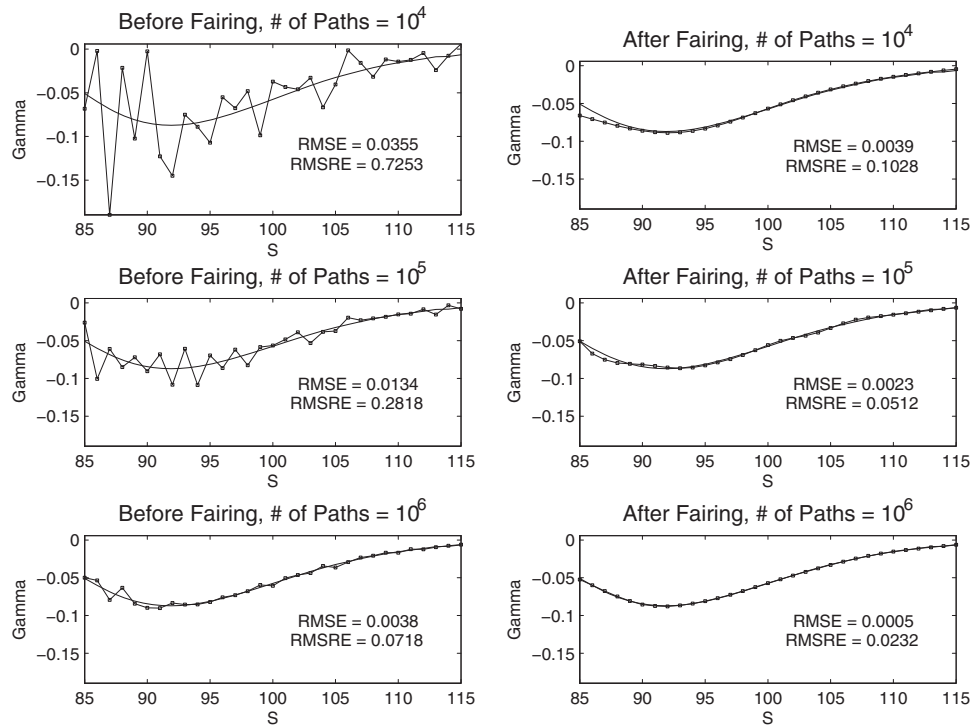 Before Fairing, # of Paths = 10^4
0
−0.05
−0.1
−0.15
Gamma
RMSE = 0.0355
RMSRE = 0.7253
85 90 95 100 105 110 115
S
After Fairing, # of Paths = 10^4
0
−0.05
−0.1
−0.15
Gamma
RMSE = 0.0039
RMSRE = 0.1028
85 90 95 100 105 110 115
S
Before Fairing, # of Paths = 10^5
0
−0.05
−0.1
−0.15
Gamma
RMSE = 0.0134
RMSRE = 0.2818
85 90 95 100 105 110 115
S
After Fairing, # of Paths = 10^5
0
−0.05
−0.1
−0.15
Gamma
RMSE = 0.0023
RMSRE = 0.0512
85 90 95 100 105 110 115
S
Before Fairing, # of Paths = 10^6
0
−0.05
−0.1
−0.15
Gamma
RMSE = 0.0038
RMSRE = 0.0718
85 90 95 100 105 110 115
S
After Fairing, # of Paths = 10^6
0
−0.05
−0.1
−0.15
Gamma
RMSE = 0.0005
RMSRE = 0.0232
85 90 95 100 105 110 115
S